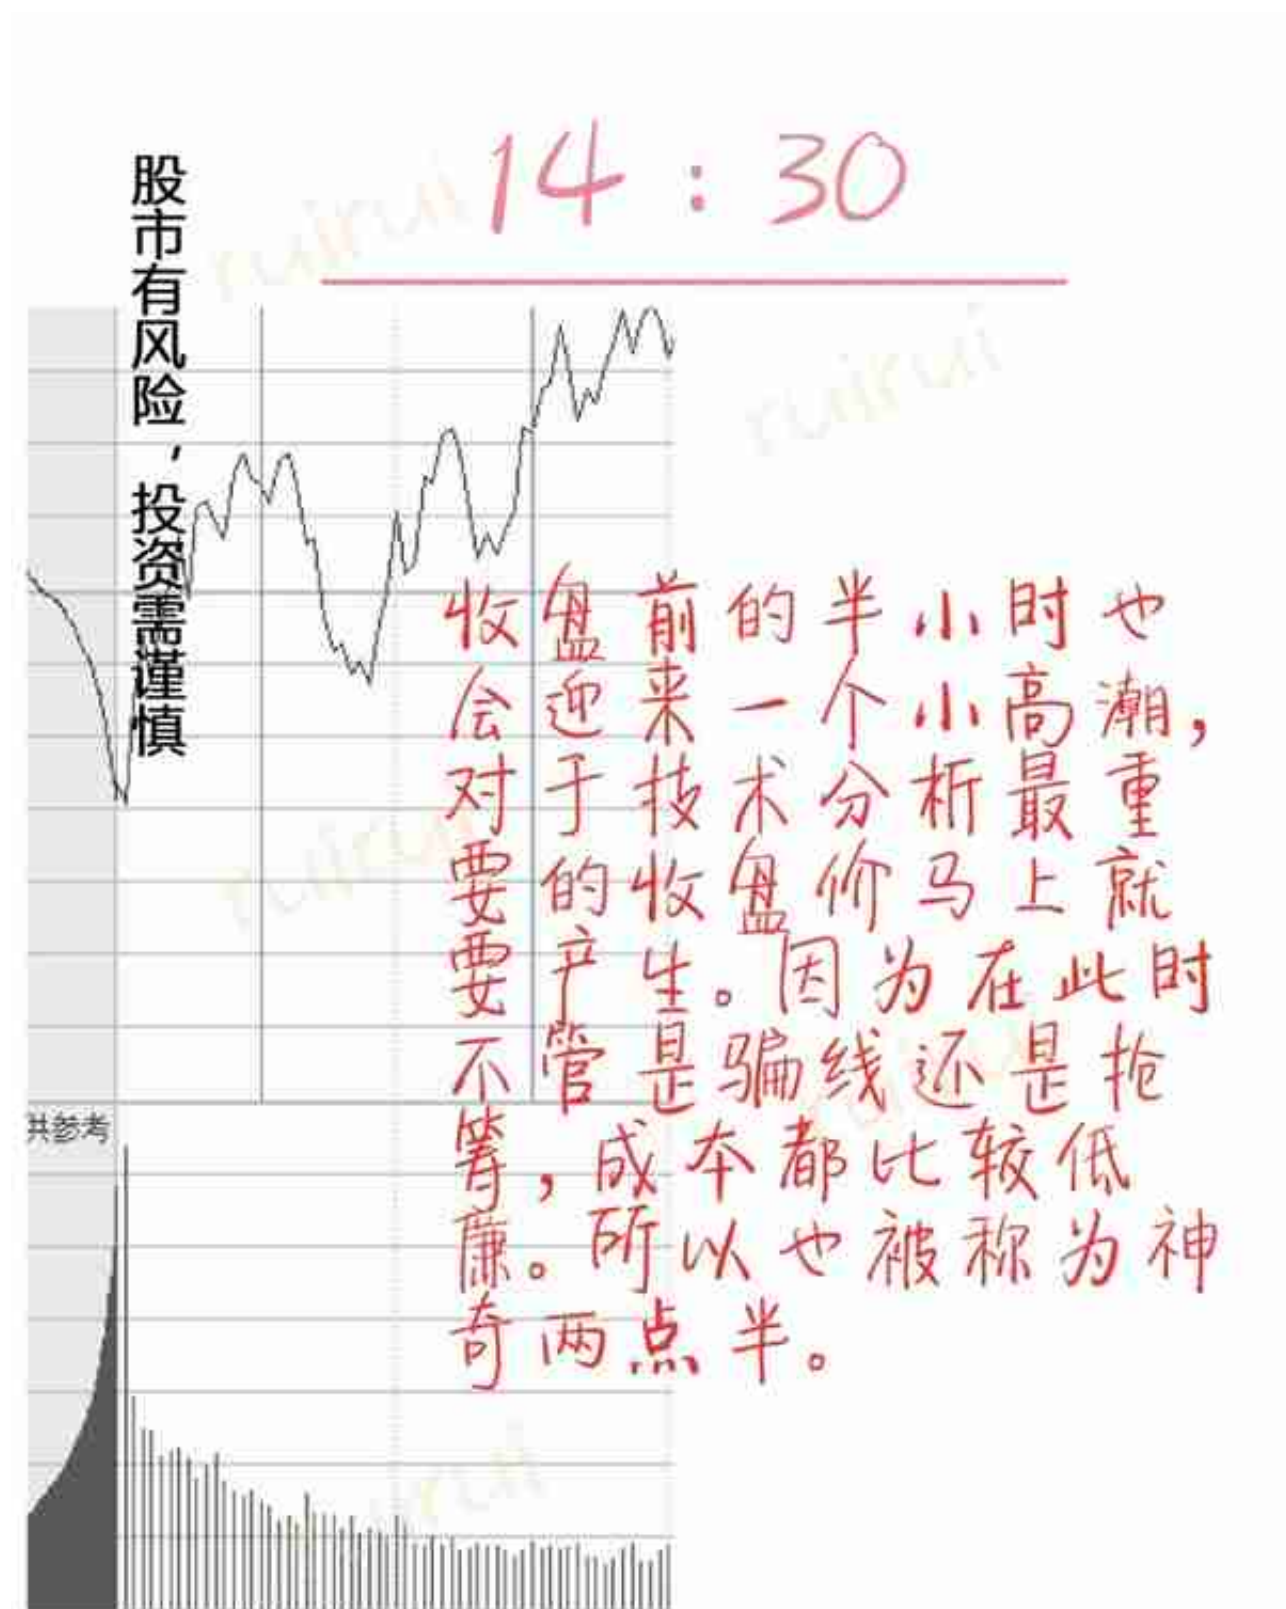 14:30
股市有风险，投资需谨慎
收盘前的半小时也
会迎来一个小高潮，
对于技术分析最重
要的收盘价马上就
要产生。因为在此时
不管是骗线还是抢
筹，成本都比较低
廉。所以也被称为神
奇两点半。
供参考
ruirui
ruirui
ruirui